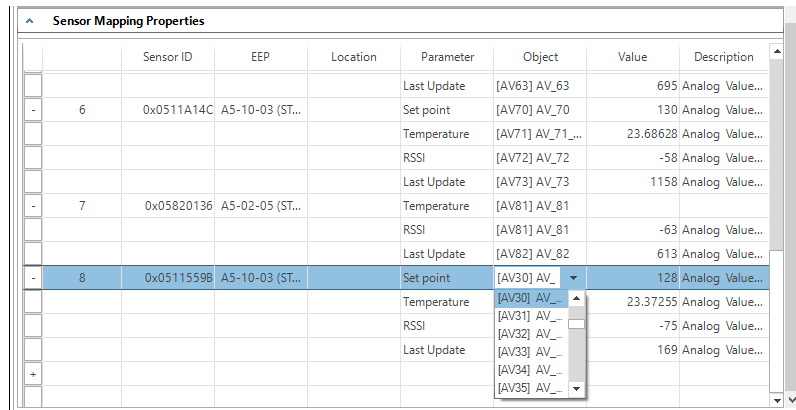 Sensor Mapping Properties
Sensor ID EEP Location Parameter Object Value Description
Last Update [AV63] AV_63 695 Analog Value...
- 6 0x0511A14C A5-10-03 (ST... Set point [AV70] AV_70 130 Analog Value...
Temperature [AV71] AV_71_... 23.68628 Analog Value...
RSSI [AV72] AV_72 -58 Analog Value...
Last Update [AV73] AV_73 1158 Analog Value...
- 7 0x05820136 A5-02-05 (ST... Temperature [AV81] AV_81
RSSI [AV81] AV_81 -63 Analog Value...
Last Update [AV82] AV_82 613 Analog Value...
- 8 0x0511559B A5-10-03 (ST... Set point [AV30] AV_ 128 Analog Value...
[AV30] AV_...
Temperature 23.37255 Analog Value...
[AV31] AV_...
RSSI [AV32] AV_... -75 Analog Value...
Last Update [AV33] AV_... 169 Analog Value...
[AV34] AV_...
+ [AV35] AV_...